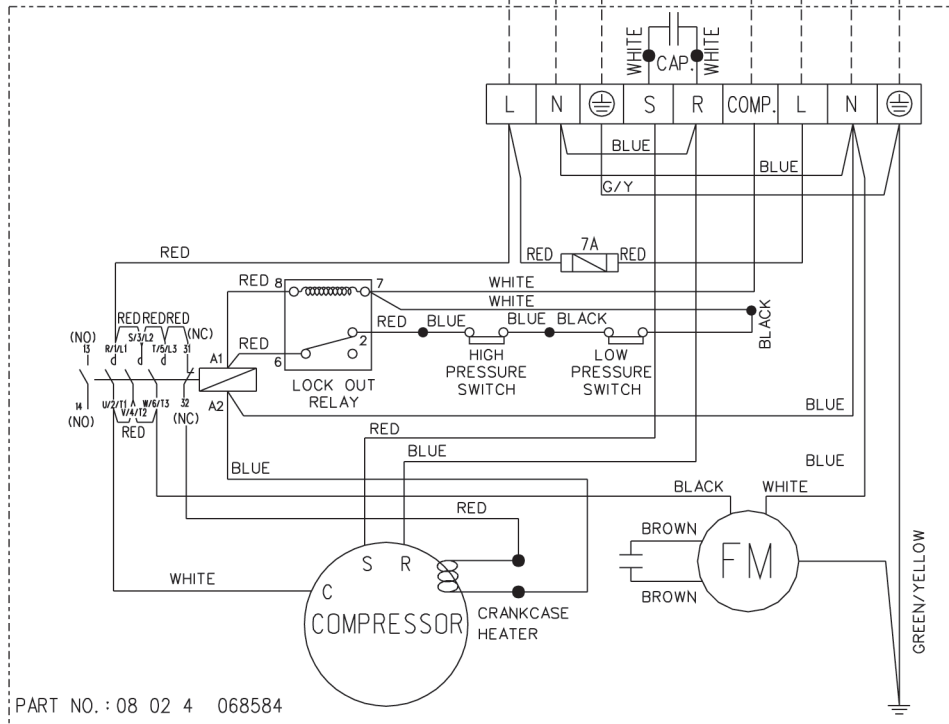 WHITE
CAP.
WHITE
L N S R COMP. L N
BLUE
BLUE
G/Y
RED
RED 7A RED
RED 8 7 WHITE
WHITE
RED 2 RED BLUE BLUE BLACK BLACK
6
HIGH
PRESSURE
SWITCH
LOW
PRESSURE
SWITCH
LOCK OUT
RELAY
RED RED RED (NC)
(NO) S/3/L2
13 R/1/L1 T/5/L3 31
A1
A2
14 U/2/T1 W/6/T3 32
V/4/T2
(NO) RED (NC)
BLUE
RED
BLUE
BLUE
BLUE
BLACK WHITE
RED
BROWN
FM
BROWN
WHITE
S R
C
COMPRESSOR
CRANKCASE
HEATER
GREEN/YELLOW
PART NO.: 08 02 4 068584